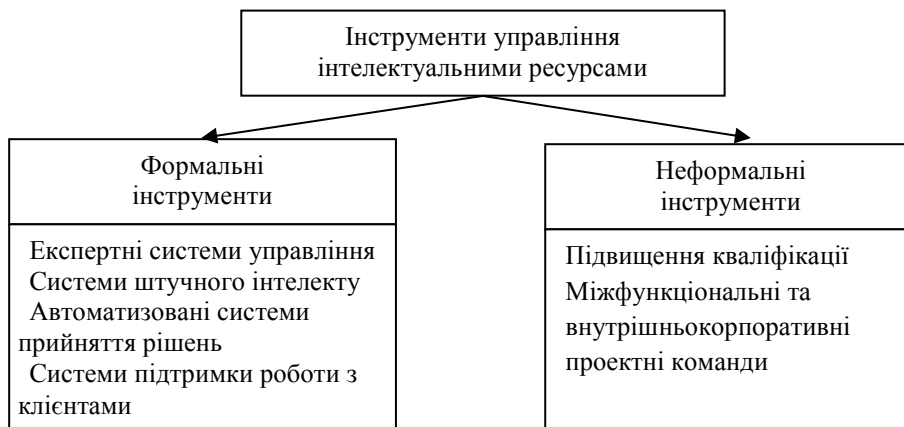 Інструменти управління
інтелектуальними ресурсами
Формальні
інструменти
Експертні системи управління
Системи штучного інтелекту
Автоматизовані системи
прийняття рішень
Системи підтримки роботи з
клієнтами
Неформальні
інструменти
Підвищення кваліфікації
Міжфункціональні та
внутрішньокорпоративні
проектні команди